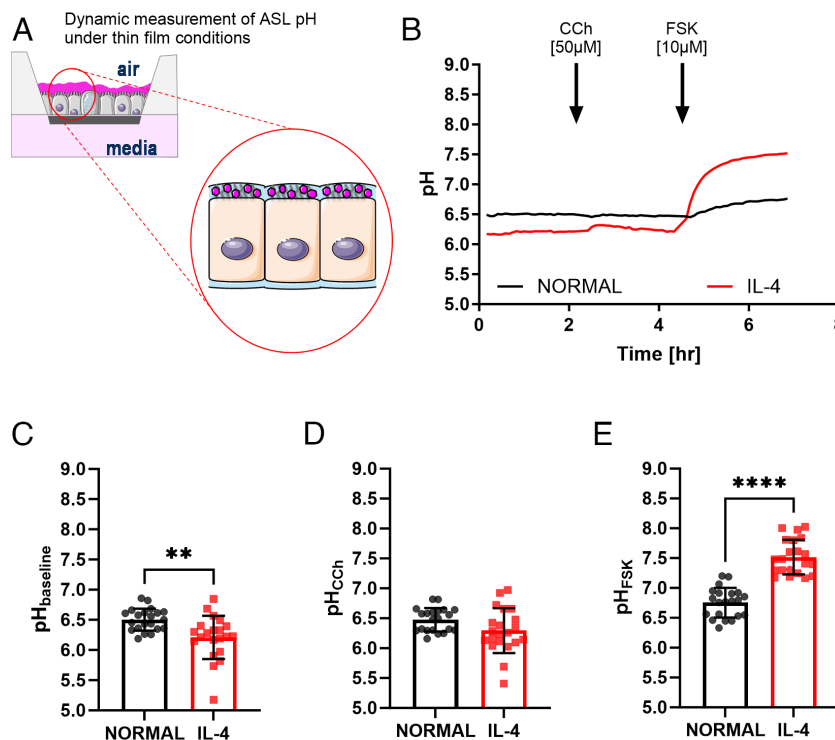 A
Dynamic measurement of ASL pH
under thin film conditions
air
media
B
CCh
[50µM]
FSK
[10µM]
9.0
8.5
8.0
7.5
7.0
6.5
6.0
5.5
5.0
pH
NORMAL
IL-4
0
2
4
6
8
Time [hr]
C
9.0
8.5
8.0
7.5
7.0
6.5
6.0
5.5
5.0
pHbaseline
**
NORMAL
IL-4
D
9.0
8.5
8.0
7.5
7.0
6.5
6.0
5.5
5.0
pHCCh
NORMAL
IL-4
E
9.0
8.5
8.0
7.5
7.0
6.5
6.0
5.5
5.0
pHFSK
****
NORMAL
IL-4